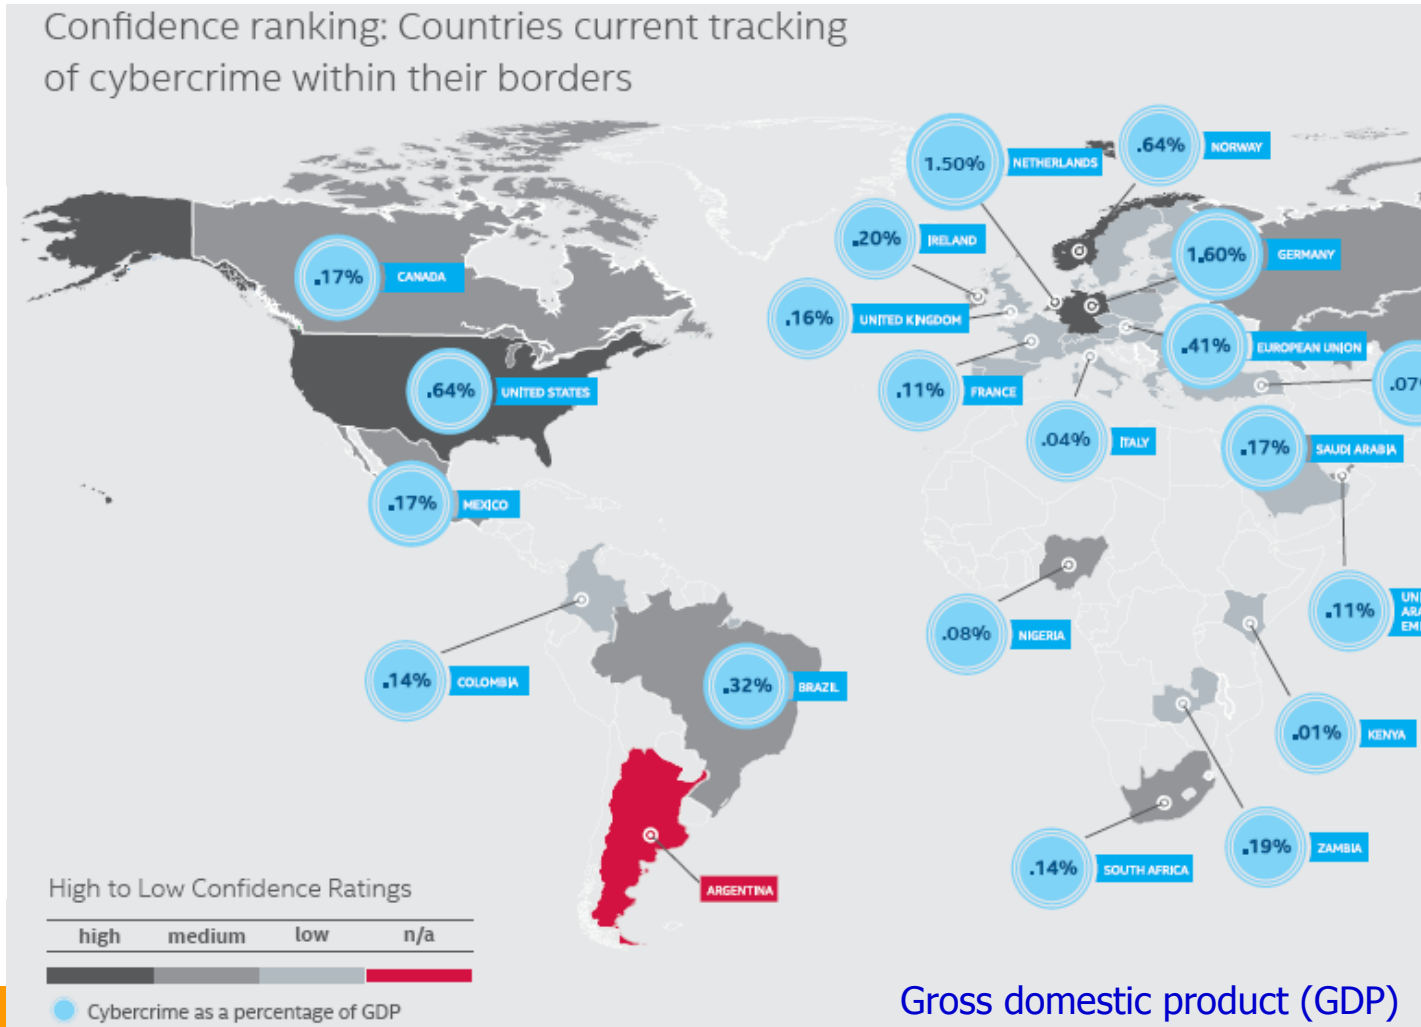 Confidence ranking: Countries current tracking
of cybercrime within their borders
1.50%
NETHERLANDS
.64%
NORWAY
.20%
IRELAND
1.60%
GERMANY
.17%
CANADA
.16%
UNITED KINGDOM
.41%
EUROPEAN UNION
.64%
UNITED STATES
.11%
FRANCE
.07
.04%
ITALY
.17%
SAUDI ARABIA
.17%
MEXICO
.08%
NIGERIA
.11%
.14%
COLOMBIA
.32%
BRAZIL
.01%
KENYA
.14%
SOUTH AFRICA
.19%
ZAMBIA
ARGENTINA
High to Low Confidence Ratings
high medium low n/a
Cybercrime as a percentage of GDP
Gross domestic product (GDP)